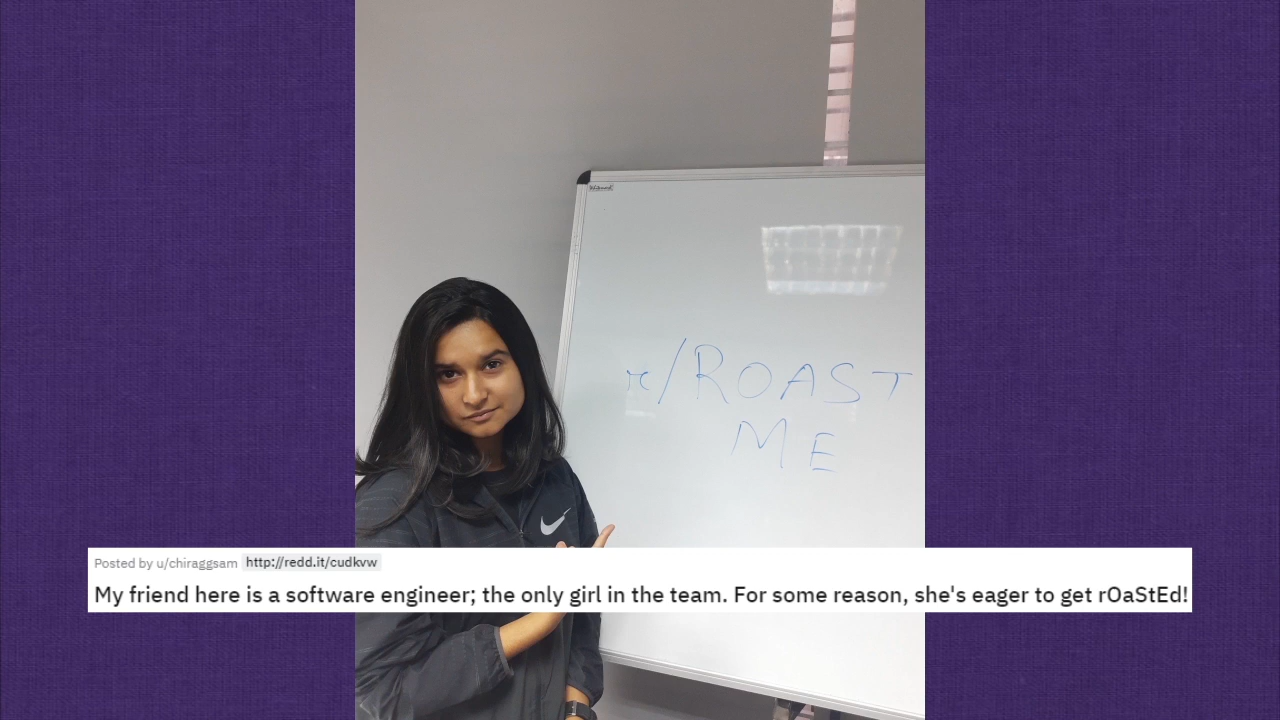 r/ROAST
ME
Posted by u/chiraggsam http://redd.it/cudkvw
My friend here is a software engineer; the only girl in the team. For some reason, she's eager to get rOaStEd!